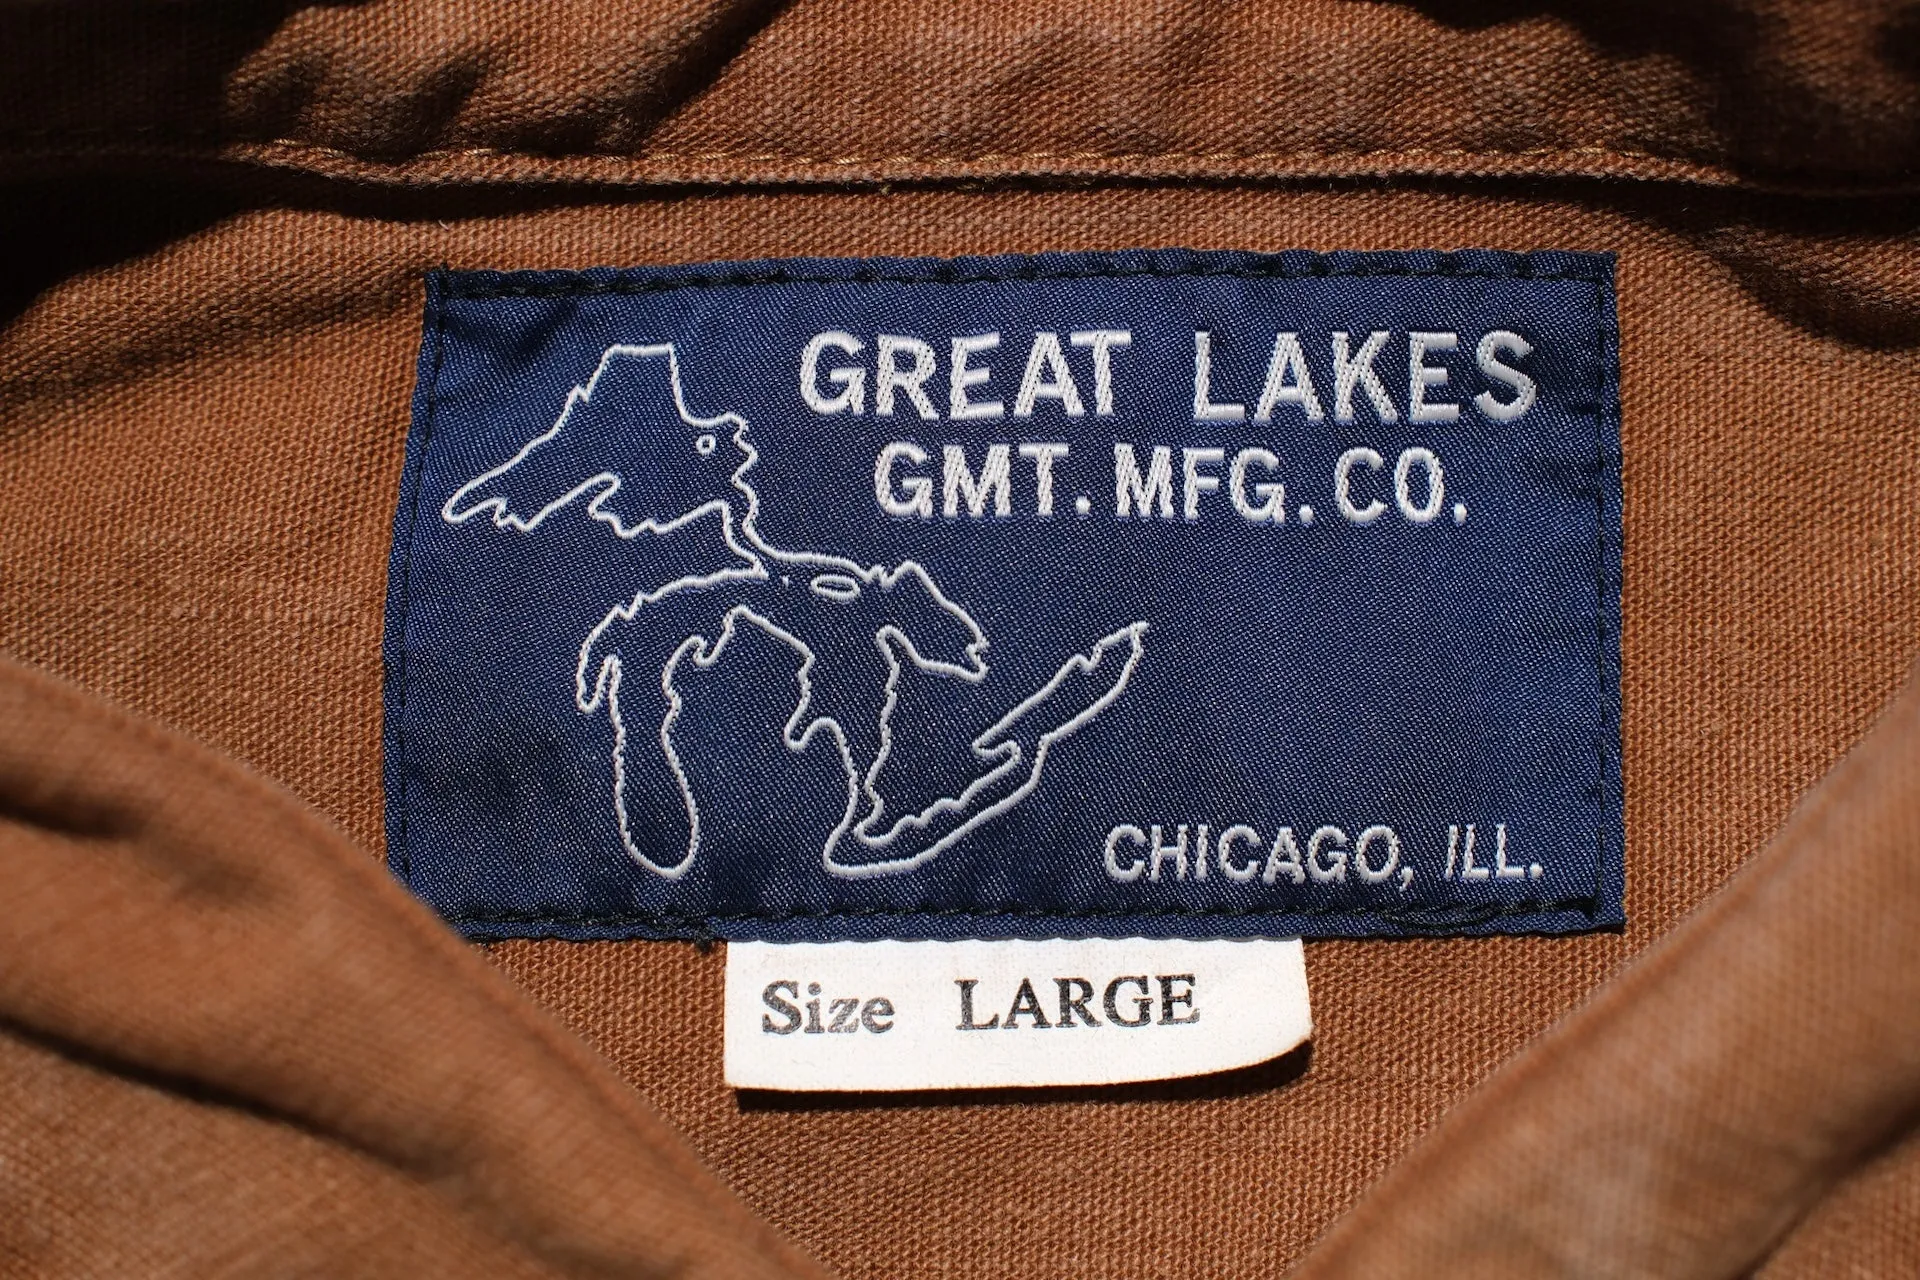 GREAT LAKES
GMT. MFG. CO.
CHICAGO, ILL.
Size LARGE